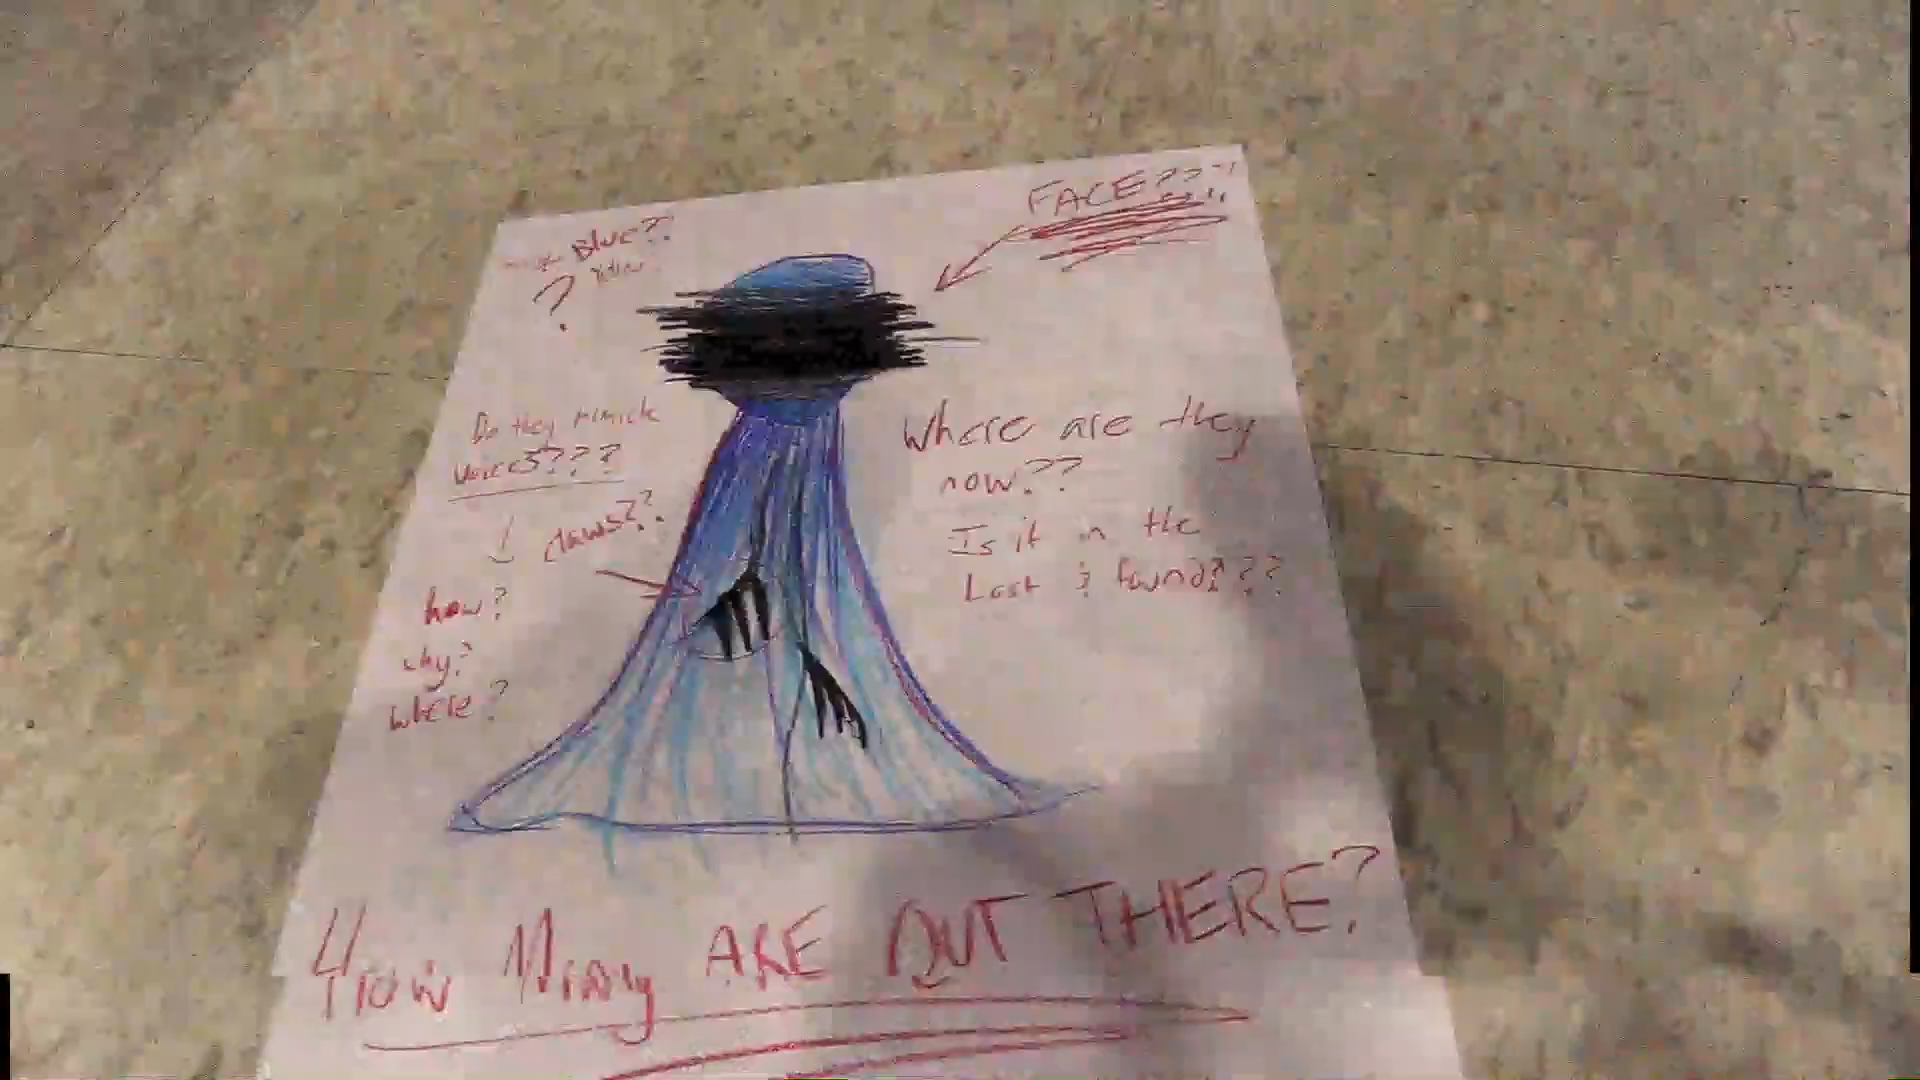 Blue??
?
FACE????
Do they mimick
voices???
claws??
how?
why?
where?
Where are they
now??
Is it in the
Lost & found???
How Many ARE OUT THERE?